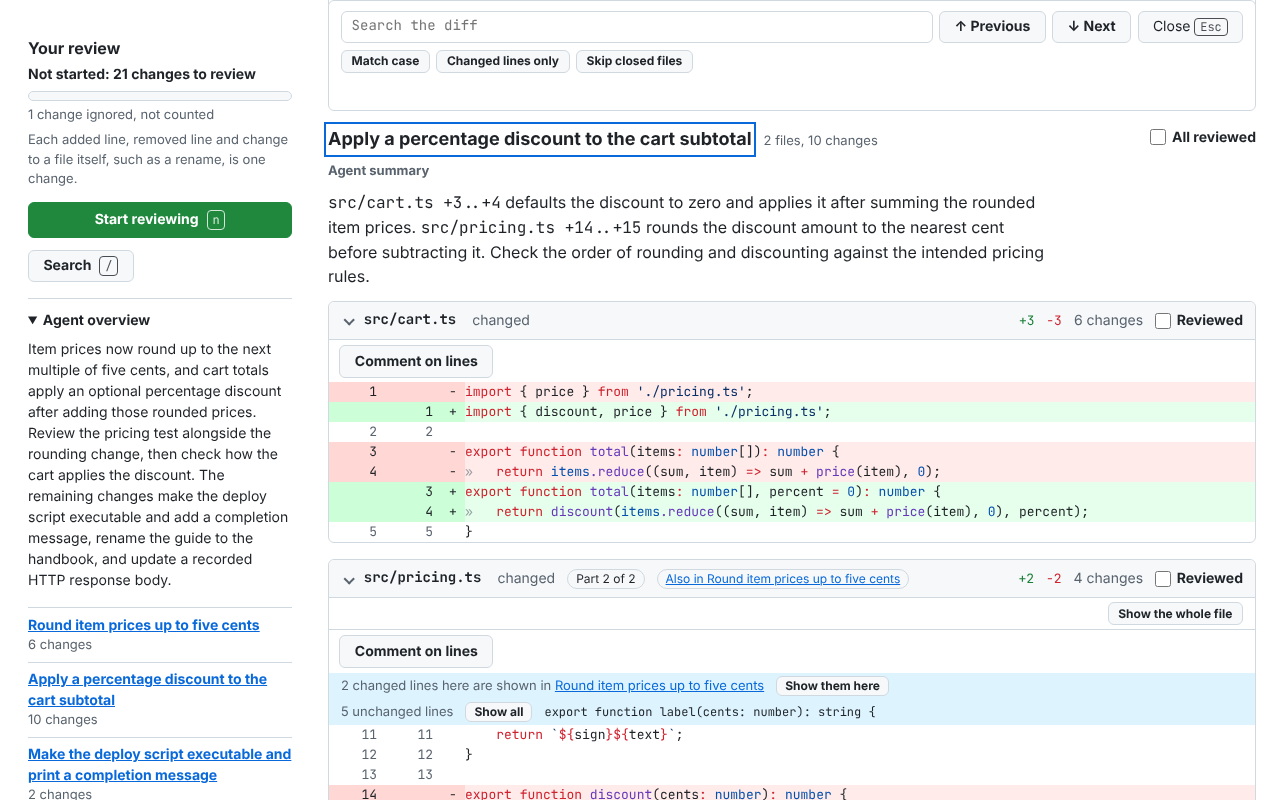 Your review
Not started: 21 changes to review
1 change ignored, not counted
Each added line, removed line and change
to a file itself, such as a rename, is one
change.
Start reviewing n
Search /
▼ Agent overview
Item prices now round up to the next
multiple of five cents, and cart totals
apply an optional percentage discount
after adding those rounded prices.
Review the pricing test alongside the
rounding change, then check how the
cart applies the discount. The
remaining changes make the deploy
script executable and add a completion
message, rename the guide to the
handbook, and update a recorded
HTTP response body.
Round item prices up to five cents
6 changes
Apply a percentage discount to the
cart subtotal
10 changes
Make the deploy script executable and
print a completion message
2 changes
Search the diff
↑ Previous
↓ Next
Close Esc
Match case
Changed lines only
Skip closed files
Apply a percentage discount to the cart subtotal 2 files, 10 changes
All reviewed
Agent summary
src/cart.ts +3..+4 defaults the discount to zero and applies it after summing the rounded
item prices. src/pricing.ts +14..+15 rounds the discount amount to the nearest cent
before subtracting it. Check the order of rounding and discounting against the intended pricing
rules.
src/cart.ts changed +3 -3 6 changes Reviewed
Comment on lines
1 - import { price } from './pricing.ts';
1 + import { discount, price } from './pricing.ts';
2 2
3 - export function total(items: number[]): number {
4 - » return items.reduce((sum, item) => sum + price(item), 0);
3 + export function total(items: number[], percent = 0): number {
4 + » return discount(items.reduce((sum, item) => sum + price(item), 0), percent);
5 5 }
src/pricing.ts changed Part 2 of 2 Also in Round item prices up to five cents +2 -2 4 changes Reviewed
Show the whole file
Comment on lines
2 changed lines here are shown in Round item prices up to five cents Show them here
5 unchanged lines Show all export function label(cents: number): string {
11 11 return `${sign}${text}`;
12 12 }
13 13
14 - export function discount(cents: number): number {